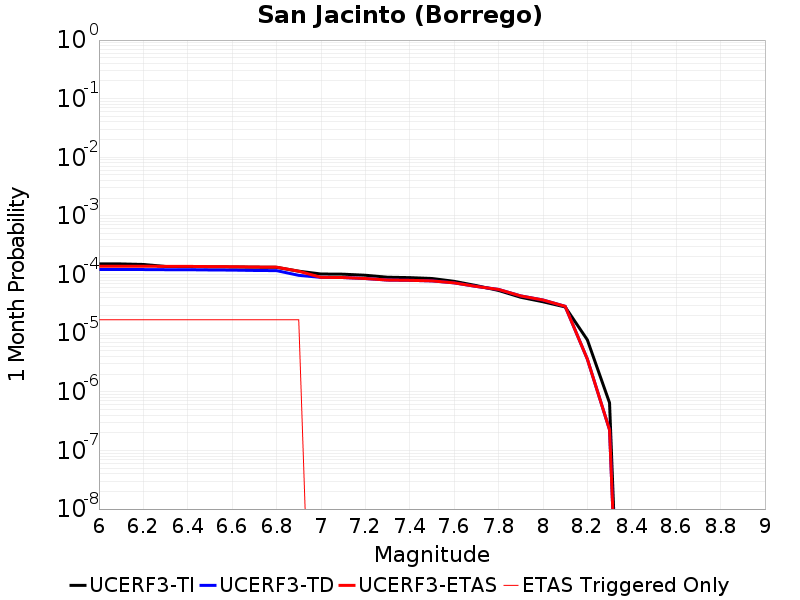 San Jacinto (Borrego)
1 Month Probability
10^0
10^-1
10^-2
10^-3
10^-4
10^-5
10^-6
10^-7
10^-8
6 6.2 6.4 6.6 6.8 7 7.2 7.4 7.6 7.8 8 8.2 8.4 8.6 8.8 9
Magnitude
UCERF3-TI UCERF3-TD UCERF3-ETAS ETAS Triggered Only